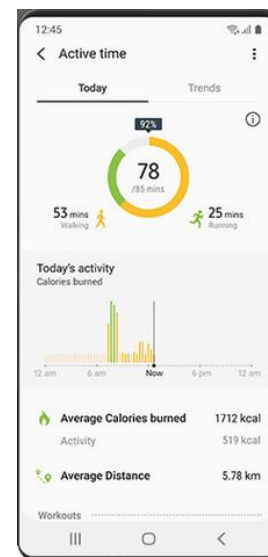 12:45
Active time
Today
Trends
92%
78
/85 mins
53 mins
Walking
25 mins
Running
Today's activity
Calories burned
12 am 6 am Now 6 pm 12 am
Average Calories burned 1712 kcal
Activity 519 kcal
Average Distance 5.78 km
Workouts